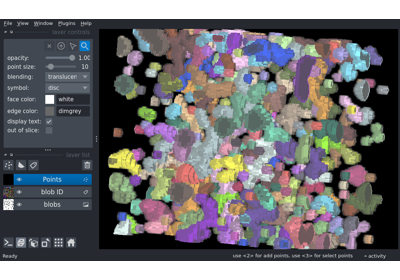 File View Window Plugins Help
layer controls
opacity: 1.00
point size: 10
blending: translucen
symbol: disc
face color: white
edge color: dimgrey
display text:
out of slice:
layer list
Points
blob ID
blobs
Ready use <2> for add points, use <3> for select points activity